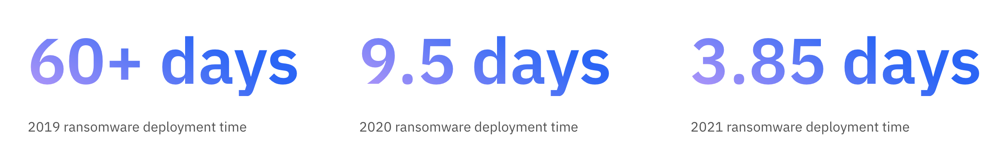 60+ days
2019 ransomware deployment time
9.5 days
2020 ransomware deployment time
3.85 days
2021 ransomware deployment time